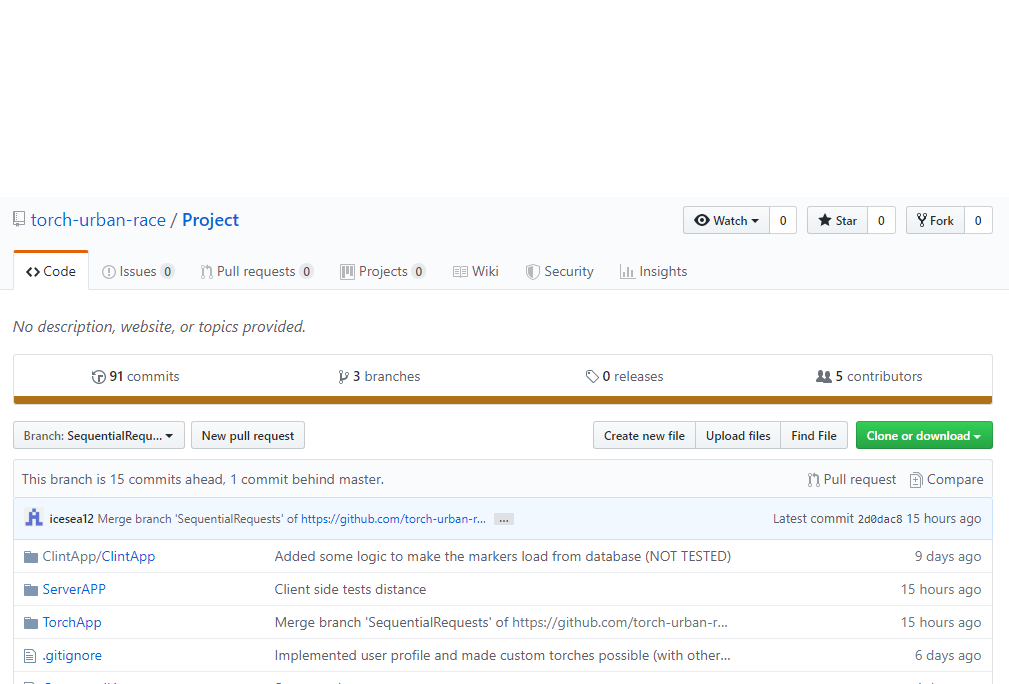 torch-urban-race / Project
Watch 0 Star 0 Fork 0
Code Issues 0 Pull requests 0 Projects 0 Wiki Security Insights
No description, website, or topics provided.
91 commits 3 branches 0 releases 5 contributors
Branch: SequentialRequ... New pull request Create new file Upload files Find File Clone or download
This branch is 15 commits ahead, 1 commit behind master. Pull request Compare
icesea12 Merge branch 'SequentialRequests' of https://github.com/torch-urban-r... ... Latest commit 2d0dac8 15 hours ago
ClintApp/ClintApp Added some logic to make the markers load from database (NOT TESTED) 9 days ago
ServerAPP Client side tests distance 15 hours ago
TorchApp Merge branch 'SequentialRequests' of https://github.com/torch-urban-r... 15 hours ago
.gitignore Implemented user profile and made custom torches possible (with other... 6 days ago